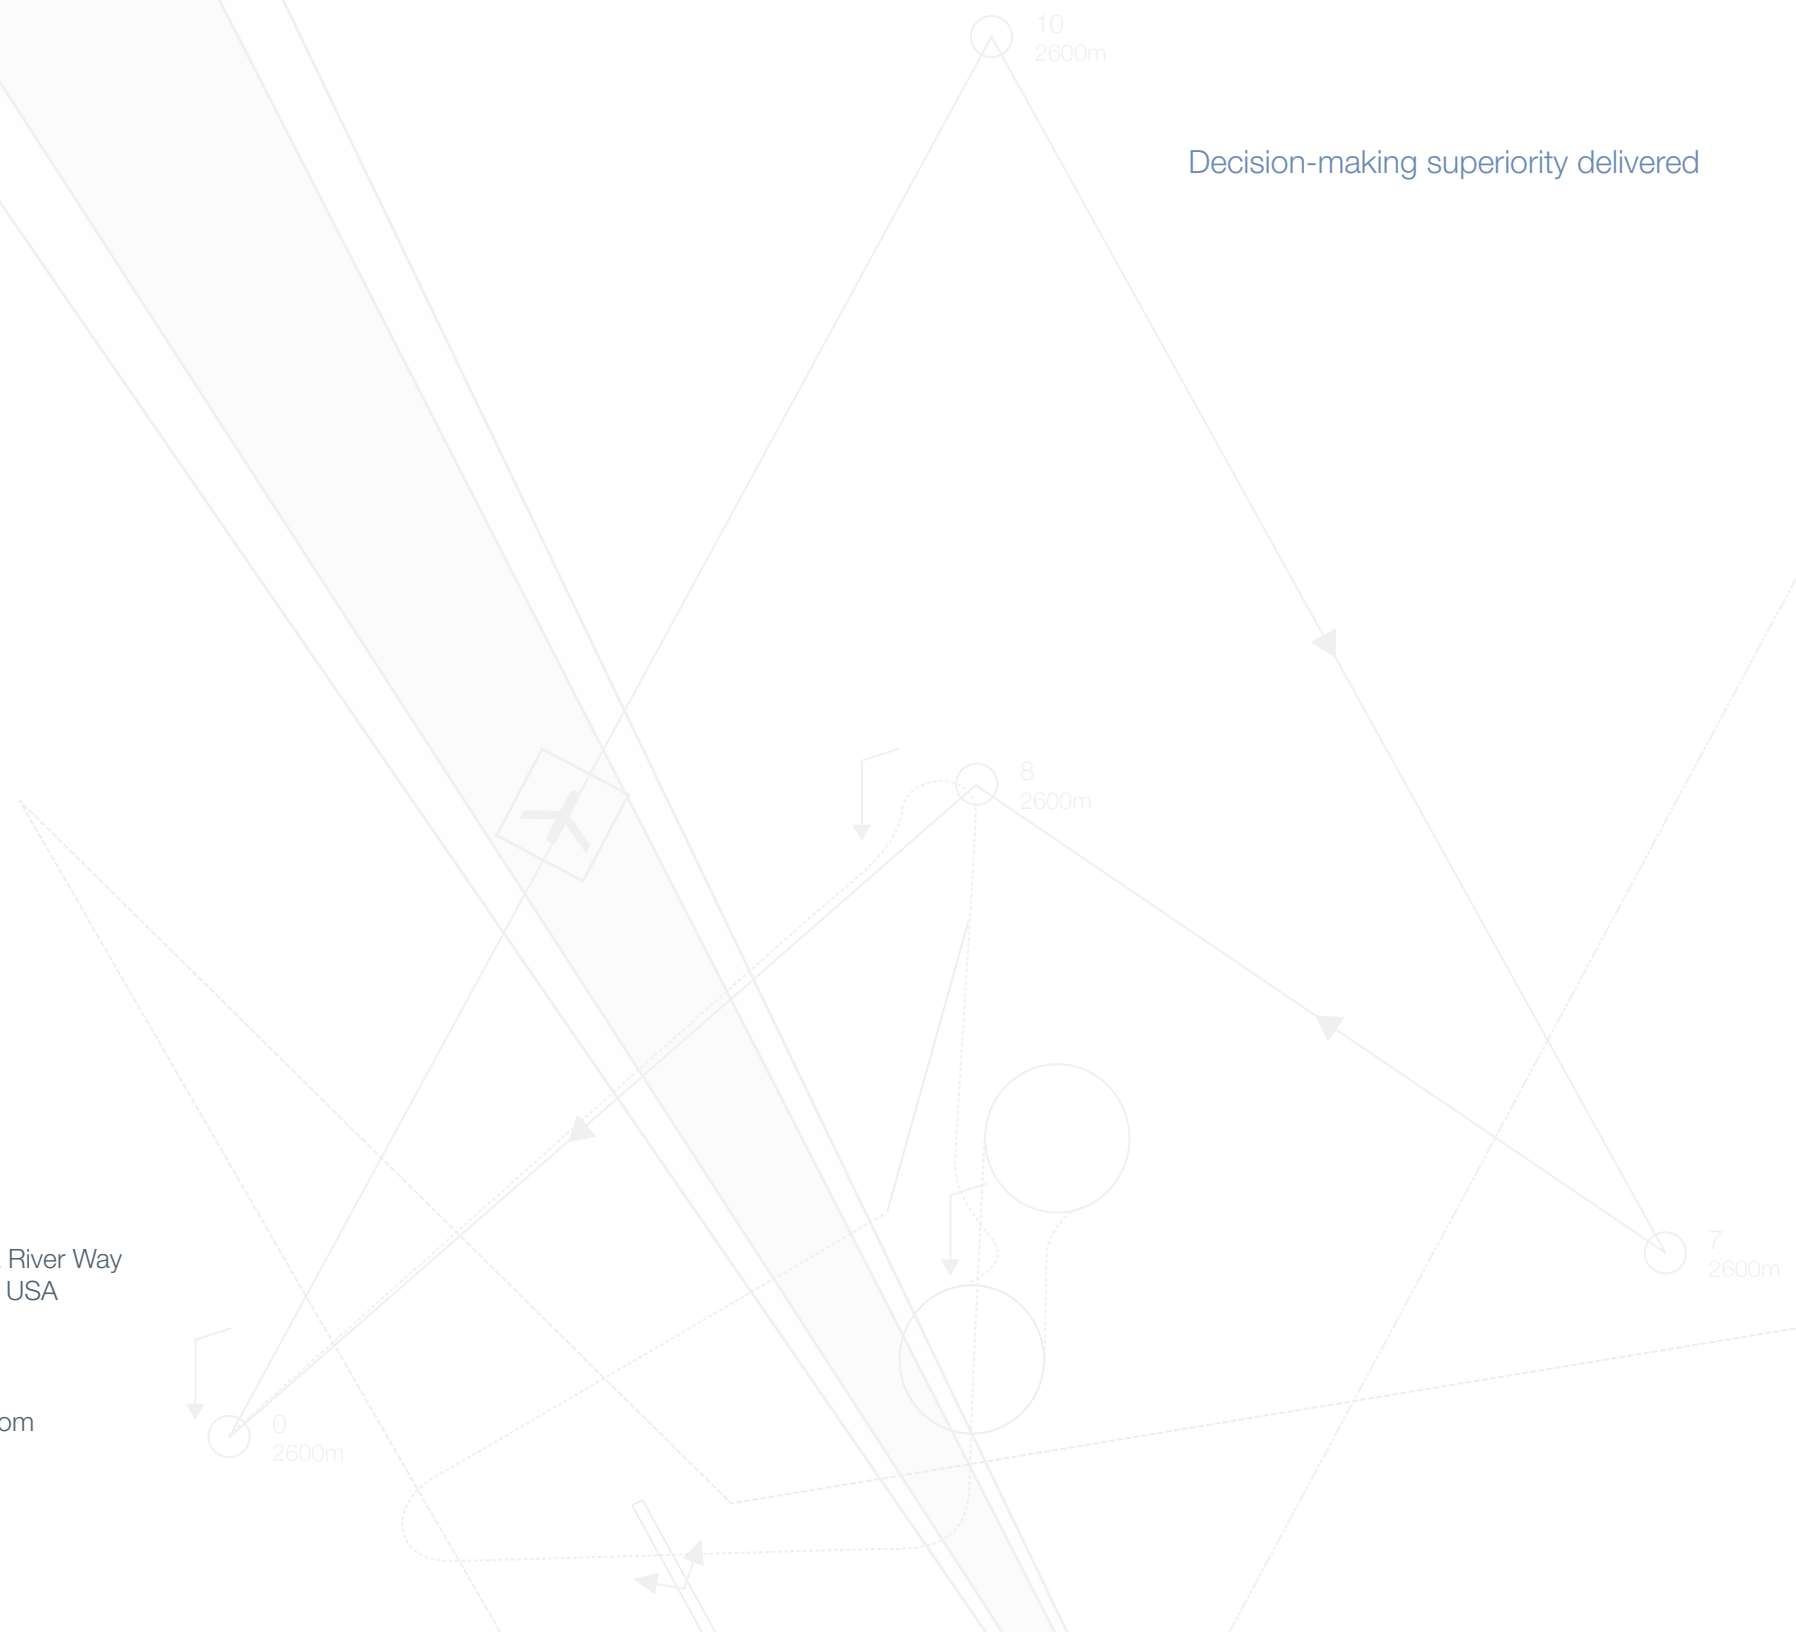 10
2600m
Decision-making superiority delivered
8
2600m
River Way
USA
7
2600m
om
0
2600m